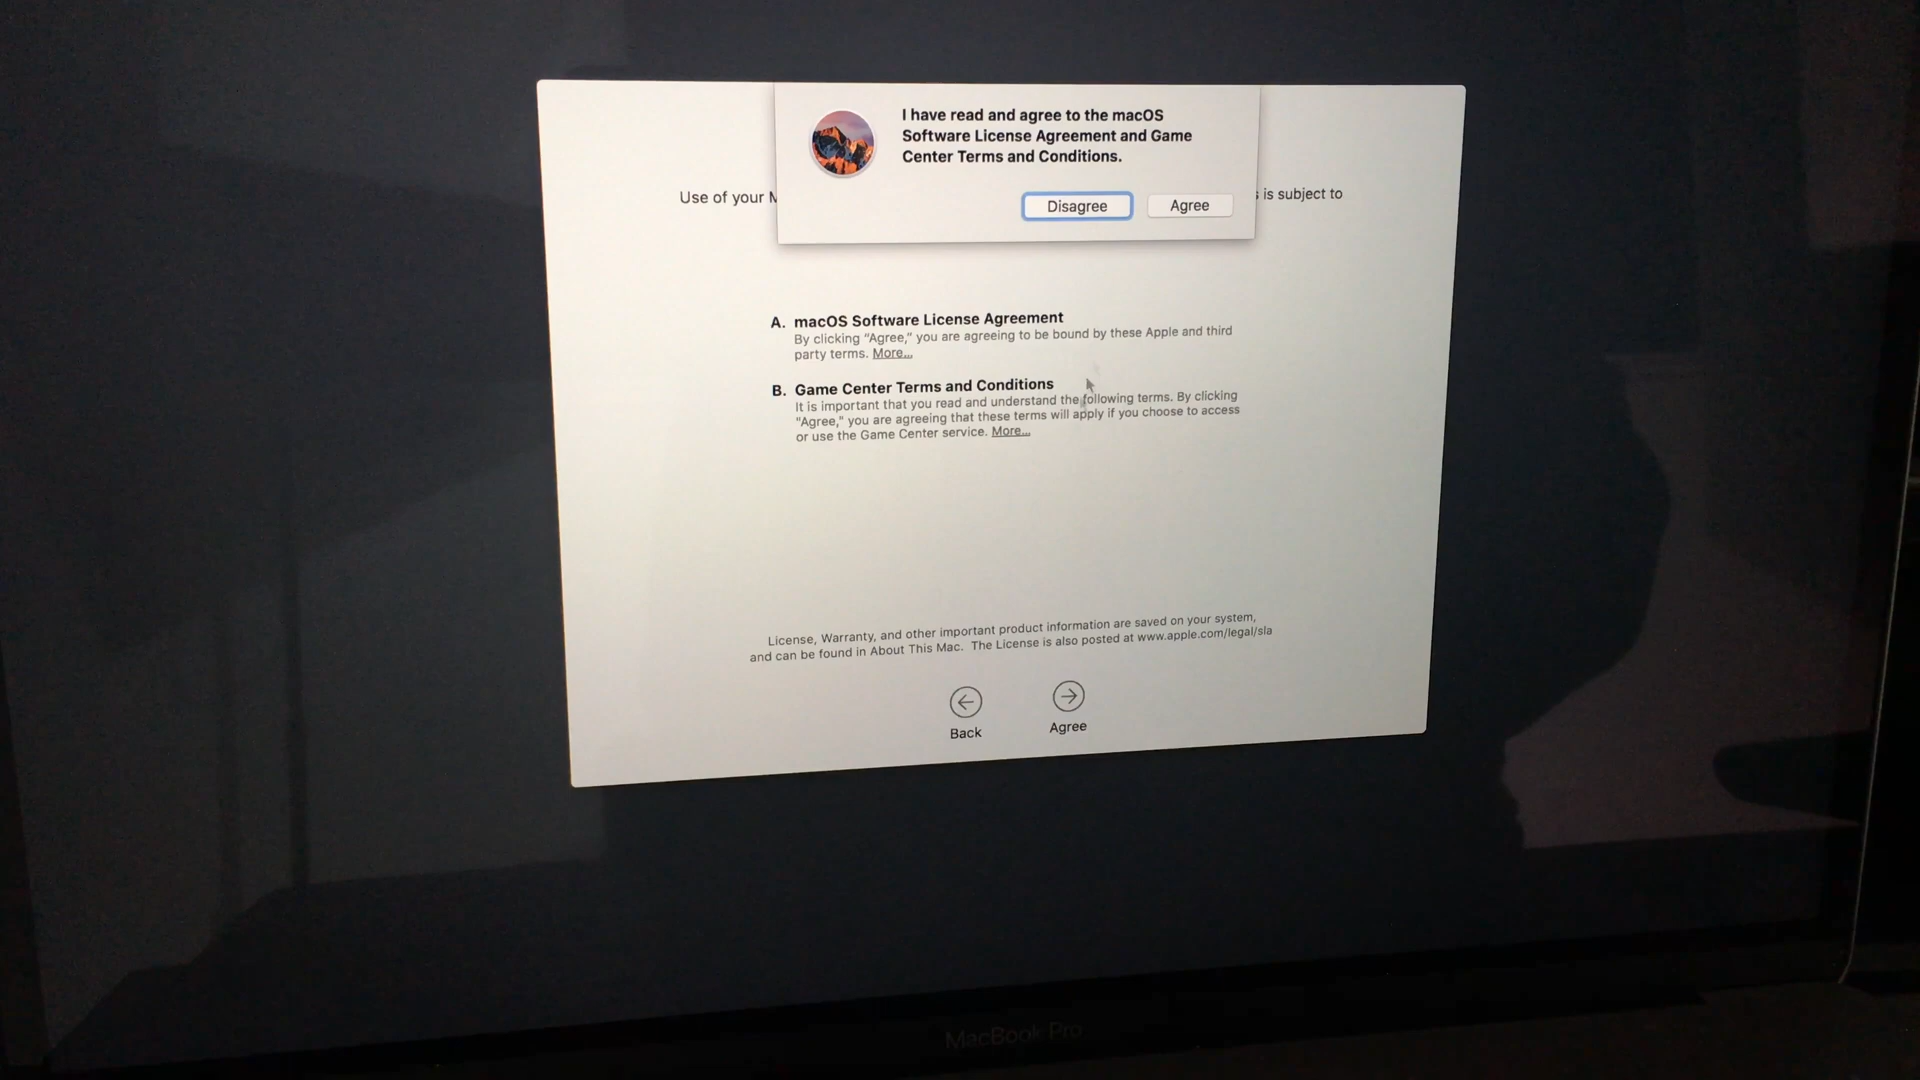 I have read and agree to the macOS
Software License Agreement and Game
Center Terms and Conditions.
Disagree Agree
Use of your is subject to
A. macOS Software License Agreement
By clicking "Agree," you are agreeing to be bound by these Apple and third
party terms. More...
B. Game Center Terms and Conditions
It is important that you read and understand the following terms. By clicking
"Agree," you are agreeing that these terms will apply if you choose to access
or use the Game Center service. More...
License, Warranty, and other important product information are saved on your system,
and can be found in About This Mac. The License is also posted at www.apple.com/legal/sla
Back Agree
MacBook Pro